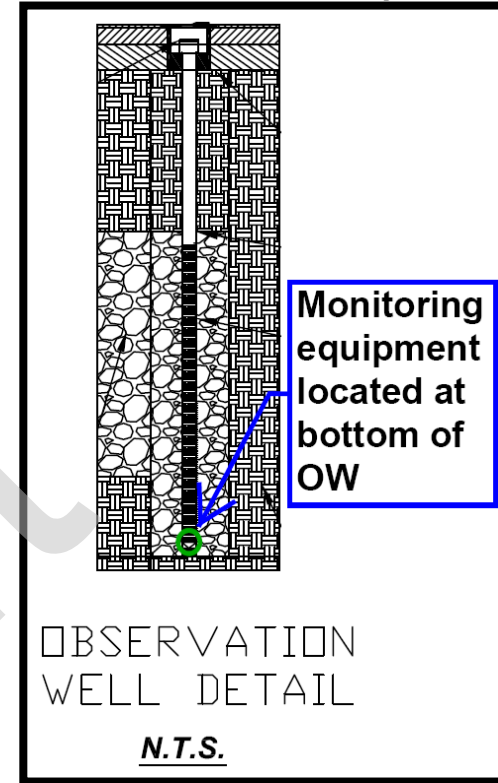 Monitoring
equipment
located at
bottom of
OW
OBSERVATION
WELL DETAIL
N.T.S.